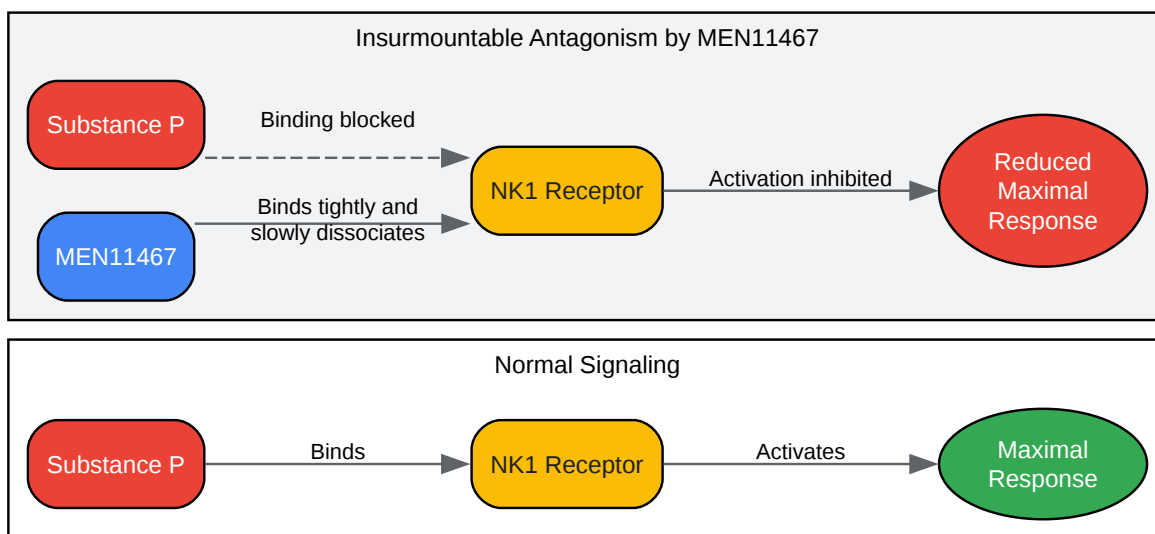 Insurmountable Antagonism by MEN11467
Substance P
Binding blocked
MEN11467
Binds tightly and
slowly dissociates
NK1 Receptor
Activation inhibited
Reduced
Maximal
Response
Normal Signaling
Substance P
Binds
NK1 Receptor
Activates
Maximal
Response